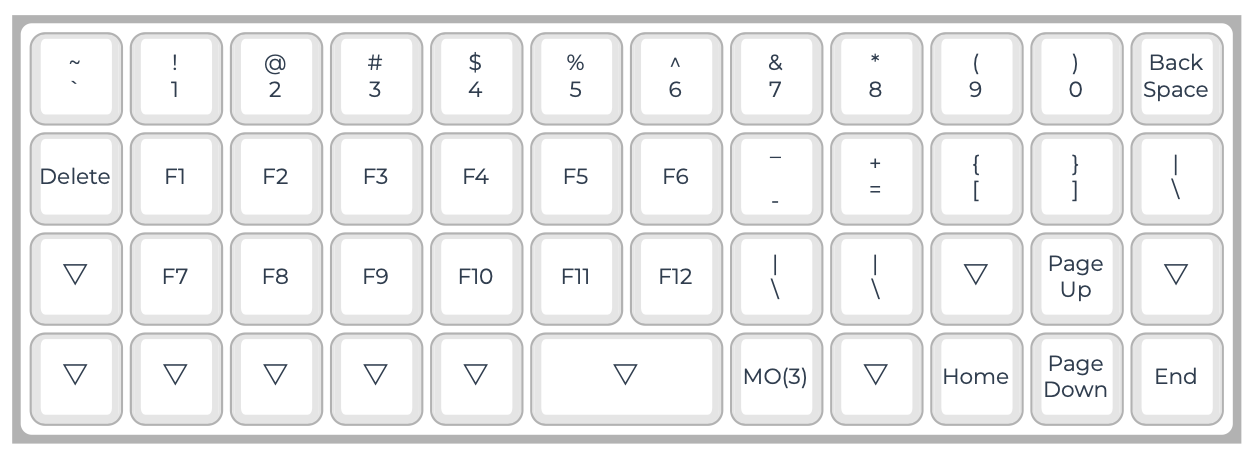 ~ ! @ # $ % ^ & * ( ) Back
` 1 2 3 4 5 6 7 8 9 0 Space
Delete F1 F2 F3 F4 F5 F6 _ + { } |
- = [ ] \
▽ F7 F8 F9 F10 F11 F12 | | ▽ Page ▽
\ \ Up
▽ ▽ ▽ ▽ ▽ ▽ MO(3) ▽ Home Page End
Down